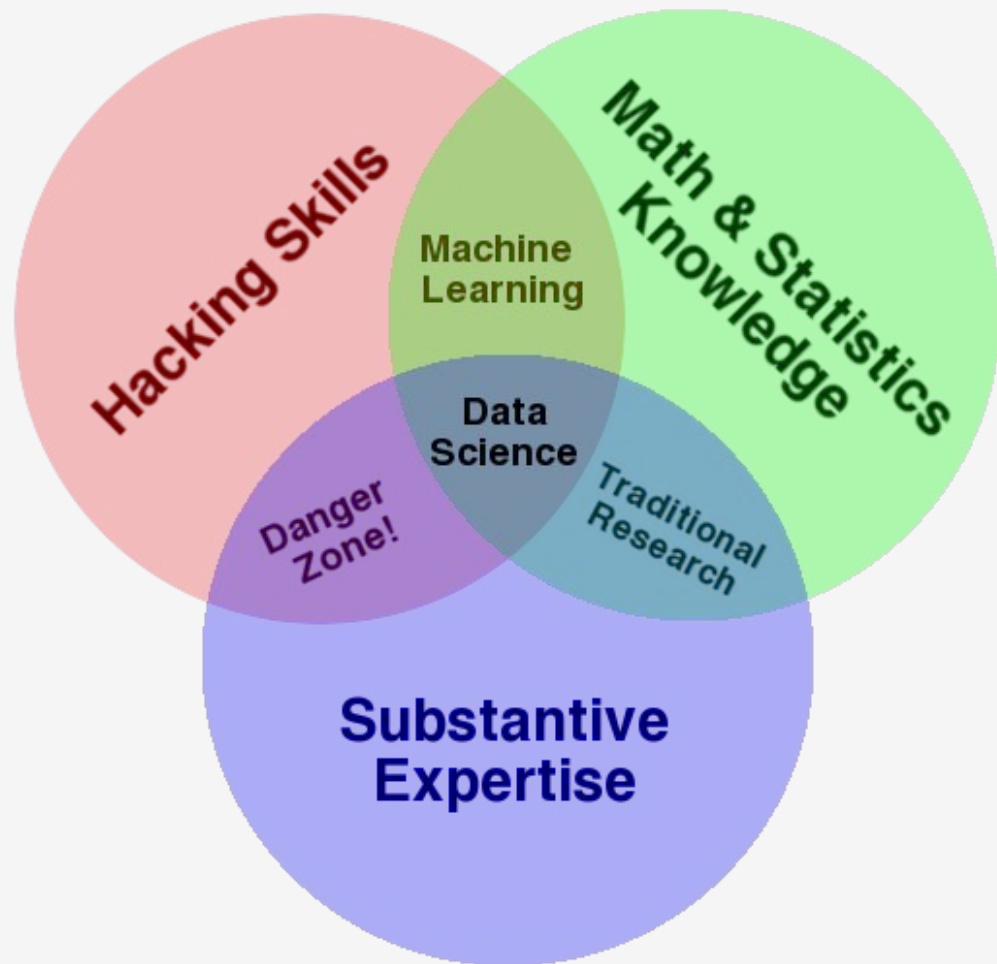 Hacking Skills
Math & Statistics
Knowledge
Machine
Learning
Data
Science
Danger
Zone!
Traditional
Research
Substantive
Expertise